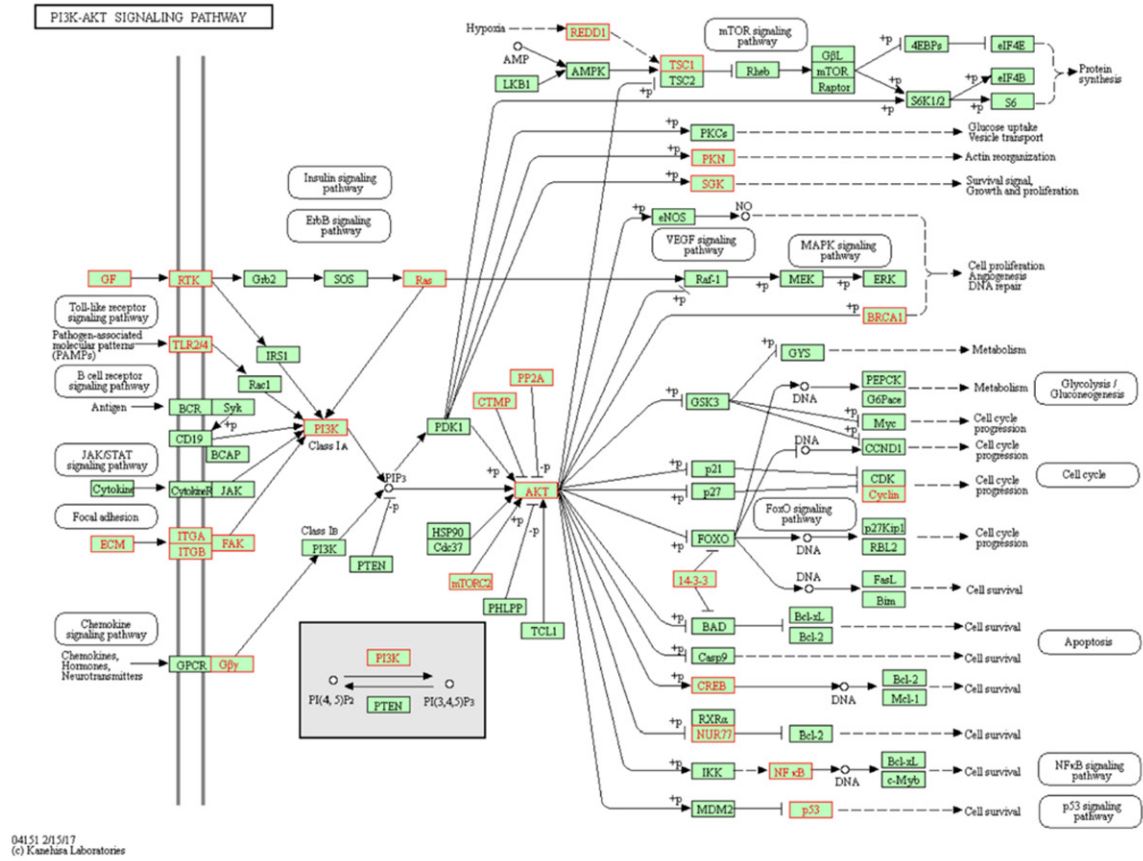 PI3K-AKT SIGNALING PATHWAY
Hypoxia
REDD1
AMP
LKB1
AMPK
TSC1
TSC2
+p
Rheb
mTOR signaling
pathway
GβL
mTOR
Raptor
+p
4EBPs
eIF4E
+p
S6K1/2
+p
+p
eIF4B
+p
S6
Protein
synthesis
+p
PKCs
Glucose uptake
Vesicle transport
+p
PKN
Actin reorganization
+p
SGK
Survival signal,
Growth and proliferation
Insulin signaling
pathway
ErbB signaling
pathway
+p
eNOS
NO
VEGF signaling
pathway
MAPK signaling
pathway
GF
RTK
Grb2
SOS
Ras
Raf-1
+p
+p
MEK
+p
ERK
Cell proliferation
Angiogenesis
DNA repair
BRCA1
Toll-like receptor
signaling pathway
Pathogen-associated
molecular patterns
(PAMPs)
TLR2/4
IRS1
Rac1
B cell receptor
signaling pathway
Antigen
BCR
Syk
+p
CD19
BCAP
PI3K
Class IA
JAK/STAT
signaling pathway
Cytokine
CytokineR
JAK
Focal adhesion
ECM
ITGA
ITGB
FAK
Class IB
PI3K
PIP3
-p
PTEN
PDK1
CTMP
PP2A
+p
-p
AKT
+p
-p
HSP90
Cdc37
mTORC2
PHLPP
TCL1
Chemokine
signaling pathway
Chemokines,
Hormones,
Neurotransmitters
GPCR
Gβγ
PI3K
PI(4,5)P2
PTEN
PI(3,4,5)P3
+p
GYS
Metabolism
+p
GSK3
DNA
PEPCK
G6Pace
Metabolism
Glycolysis /
Gluconeogenesis
+p
Myc
Cell cycle
progression
+p
DNA
CCND1
Cell cycle
progression
+p
p21
+p
p27
CDK
Cyclin
Cell cycle
progression
Cell cycle
FoxO signaling
pathway
+p
FOXO
DNA
p27Kip1
RBL2
Cell cycle
progression
14-3-3
DNA
FasL
Bim
Cell survival
+p
BAD
Bcl-xL
Bcl-2
Cell survival
Apoptosis
+p
Casp9
Cell survival
+p
CREB
DNA
Bcl-2
Mcl-1
Cell survival
+p
RXRα
NUR77
Bcl-2
Cell survival
+p
IKK
NFκB
DNA
Bcl-xL
c-Myb
Cell survival
NFκB signaling
pathway
+p
MDM2
p53
Cell survival
p53 signaling
pathway
04151 2/15/17
(c) Kanehisa Laboratories